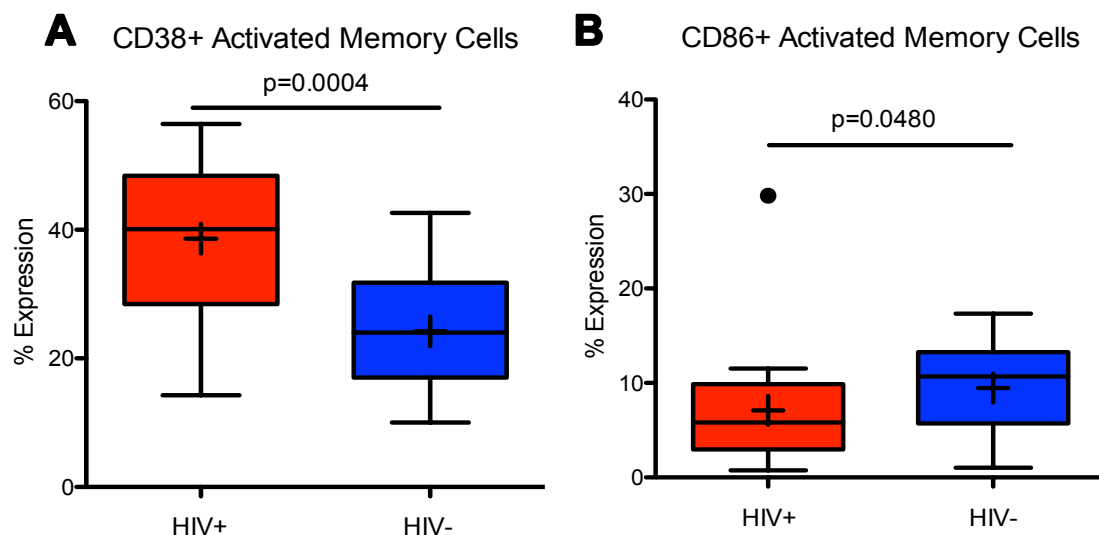 A CD38+ Activated Memory Cells
p=0.0004
% Expression
60
40
20
0
HIV+ HIV-
B CD86+ Activated Memory Cells
p=0.0480
% Expression
40
30
20
10
0
HIV+ HIV-